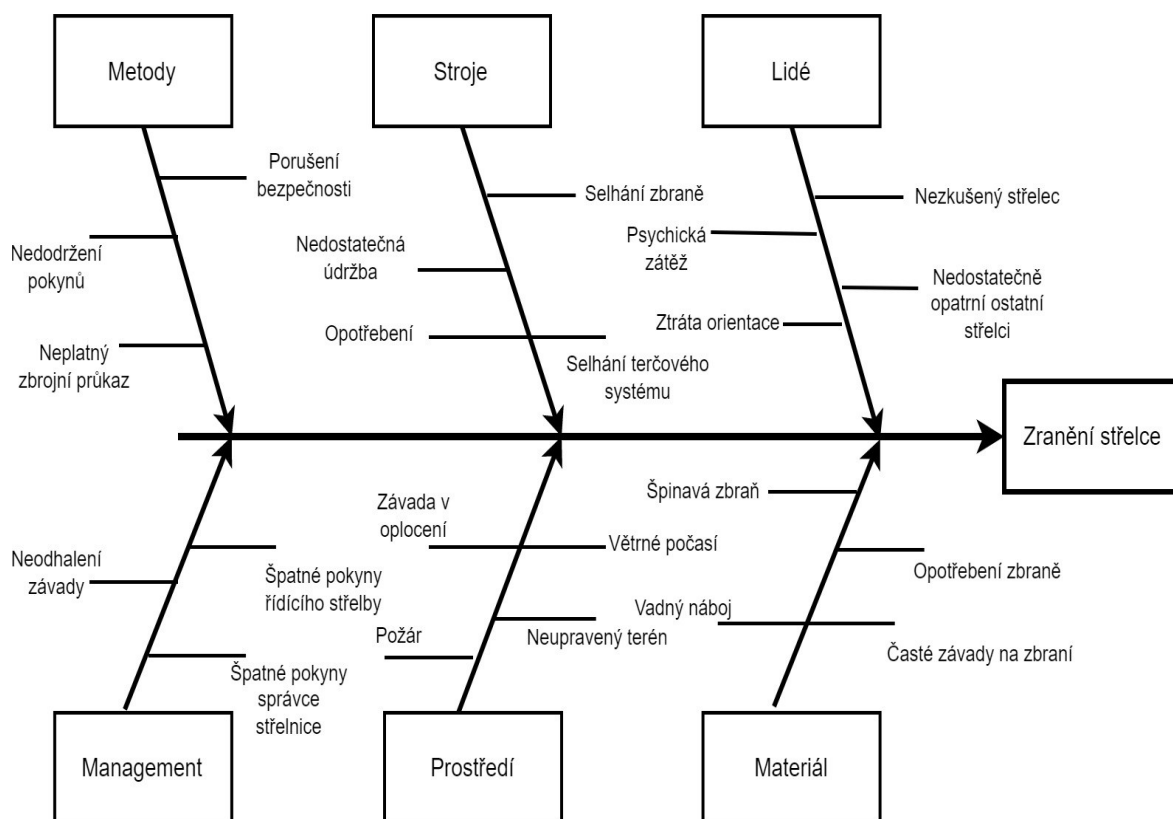 Metody
Stroje
Lidé
Porušení
bezpečnosti
Nedodržení
pokynů
Neplatný
zbrojní průkaz
Selhání zbraně
Nedostatečná
údržba
Opotřebení
Selhání terčového
systému
Nezkušený střelec
Psychická
zátěž
Nedostatečně
opatrní ostatní
střelci
Ztráta orientace
Zranění střelce
Neodhalení
závady
Špatné pokyny
řídícího střelby
Špatné pokyny
správce
střelnice
Závada v
oplocení
Větrné počasí
Požár
Neupravený terén
Špinavá zbraň
Opotřebení zbraně
Vadný náboj
Časté závady na zbraní
Management
Prostředí
Materiál